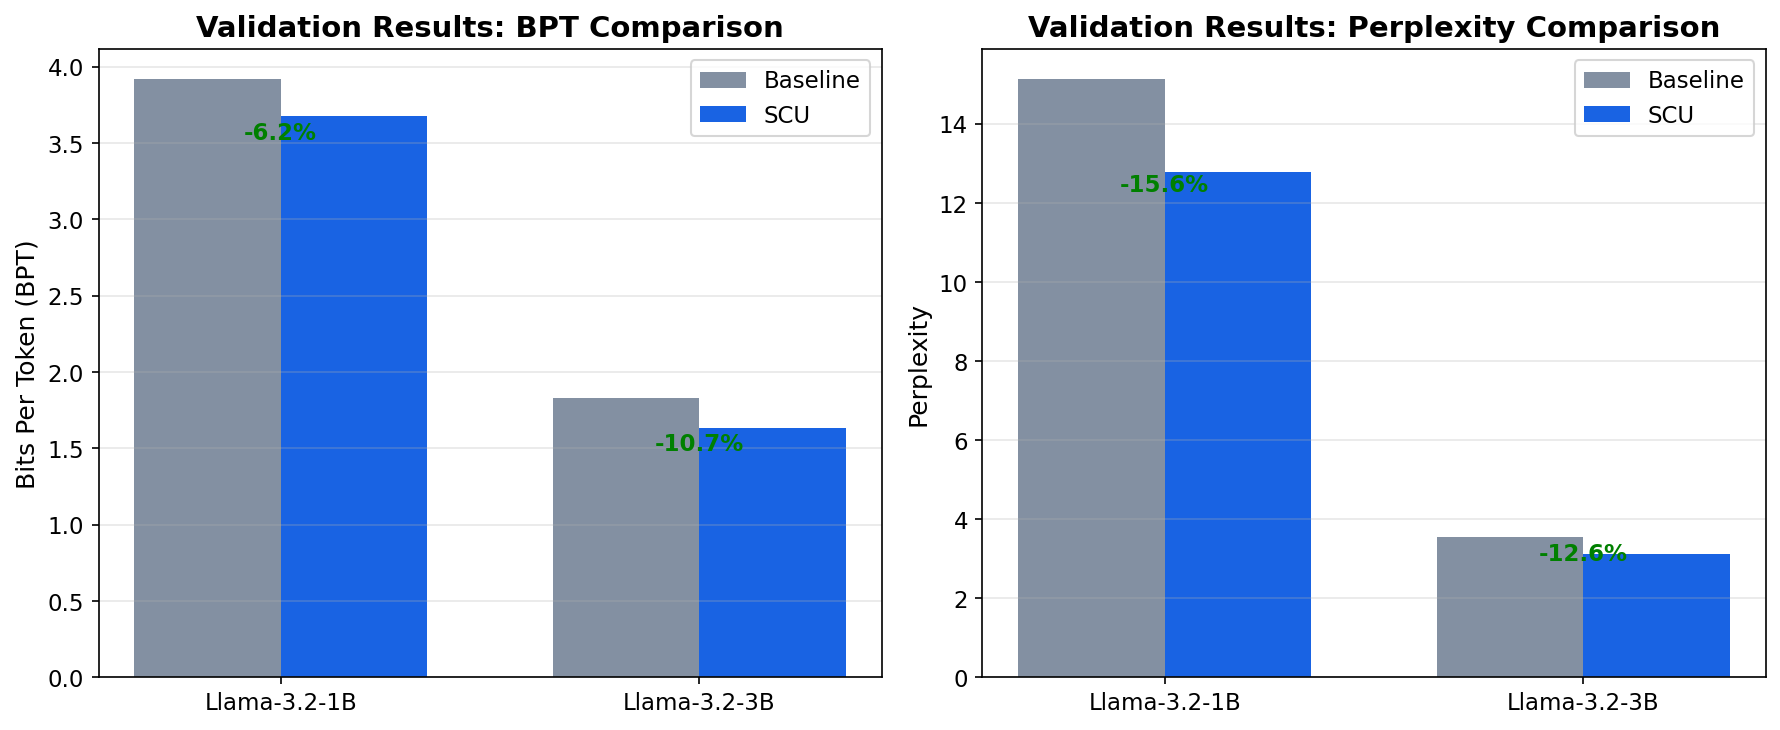 Validation Results: BPT Comparison
Baseline
SCU
4.0
3.5
3.0
2.5
2.0
1.5
1.0
0.5
0.0
Bits Per Token (BPT)
-6.2%
-10.7%
Llama-3.2-1B
Llama-3.2-3B
Validation Results: Perplexity Comparison
Baseline
SCU
14
12
10
8
6
4
2
0
Perplexity
-15.6%
-12.6%
Llama-3.2-1B
Llama-3.2-3B